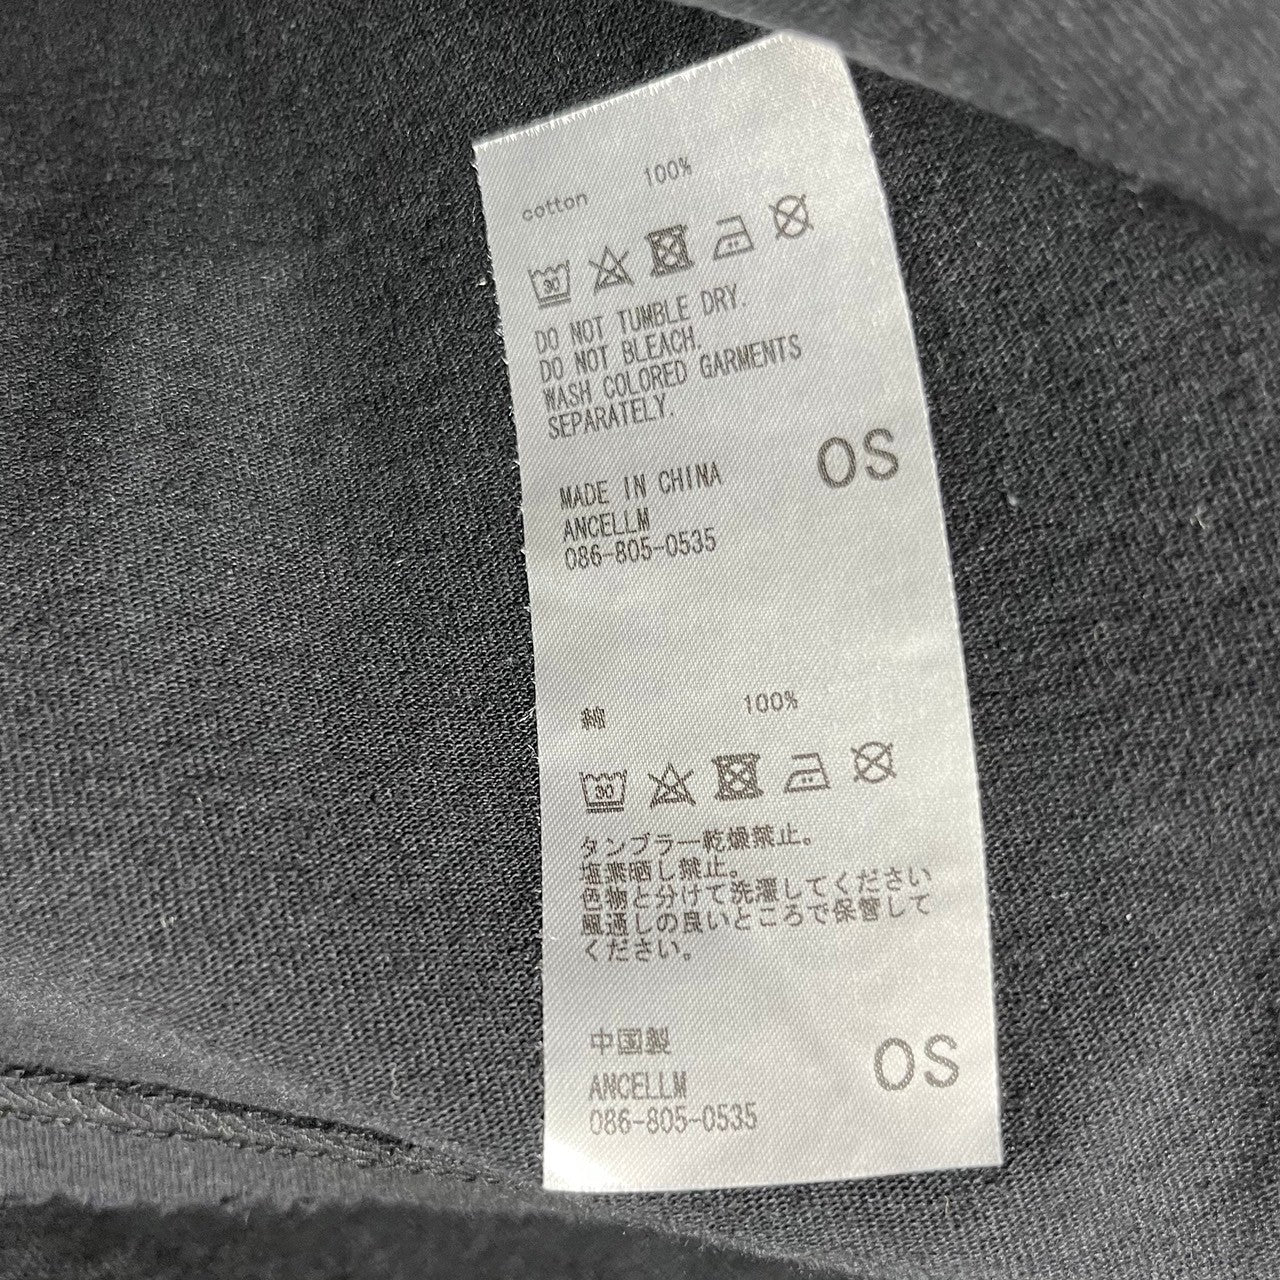 cotton 100%
30
DO NOT TUMBLE DRY.
DO NOT BLEACH.
WASH COLORED GARMENTS
SEPARATELY.
OS
MADE IN CHINA
ANCELLM
086-805-0535
綿 100%
30
タンブラー乾燥禁止。
塩素晒し禁止。
色物と分けて洗濯してください
風通しの良いところで保管して
ください。
中国製
OS
ANCELLM
086-805-0535